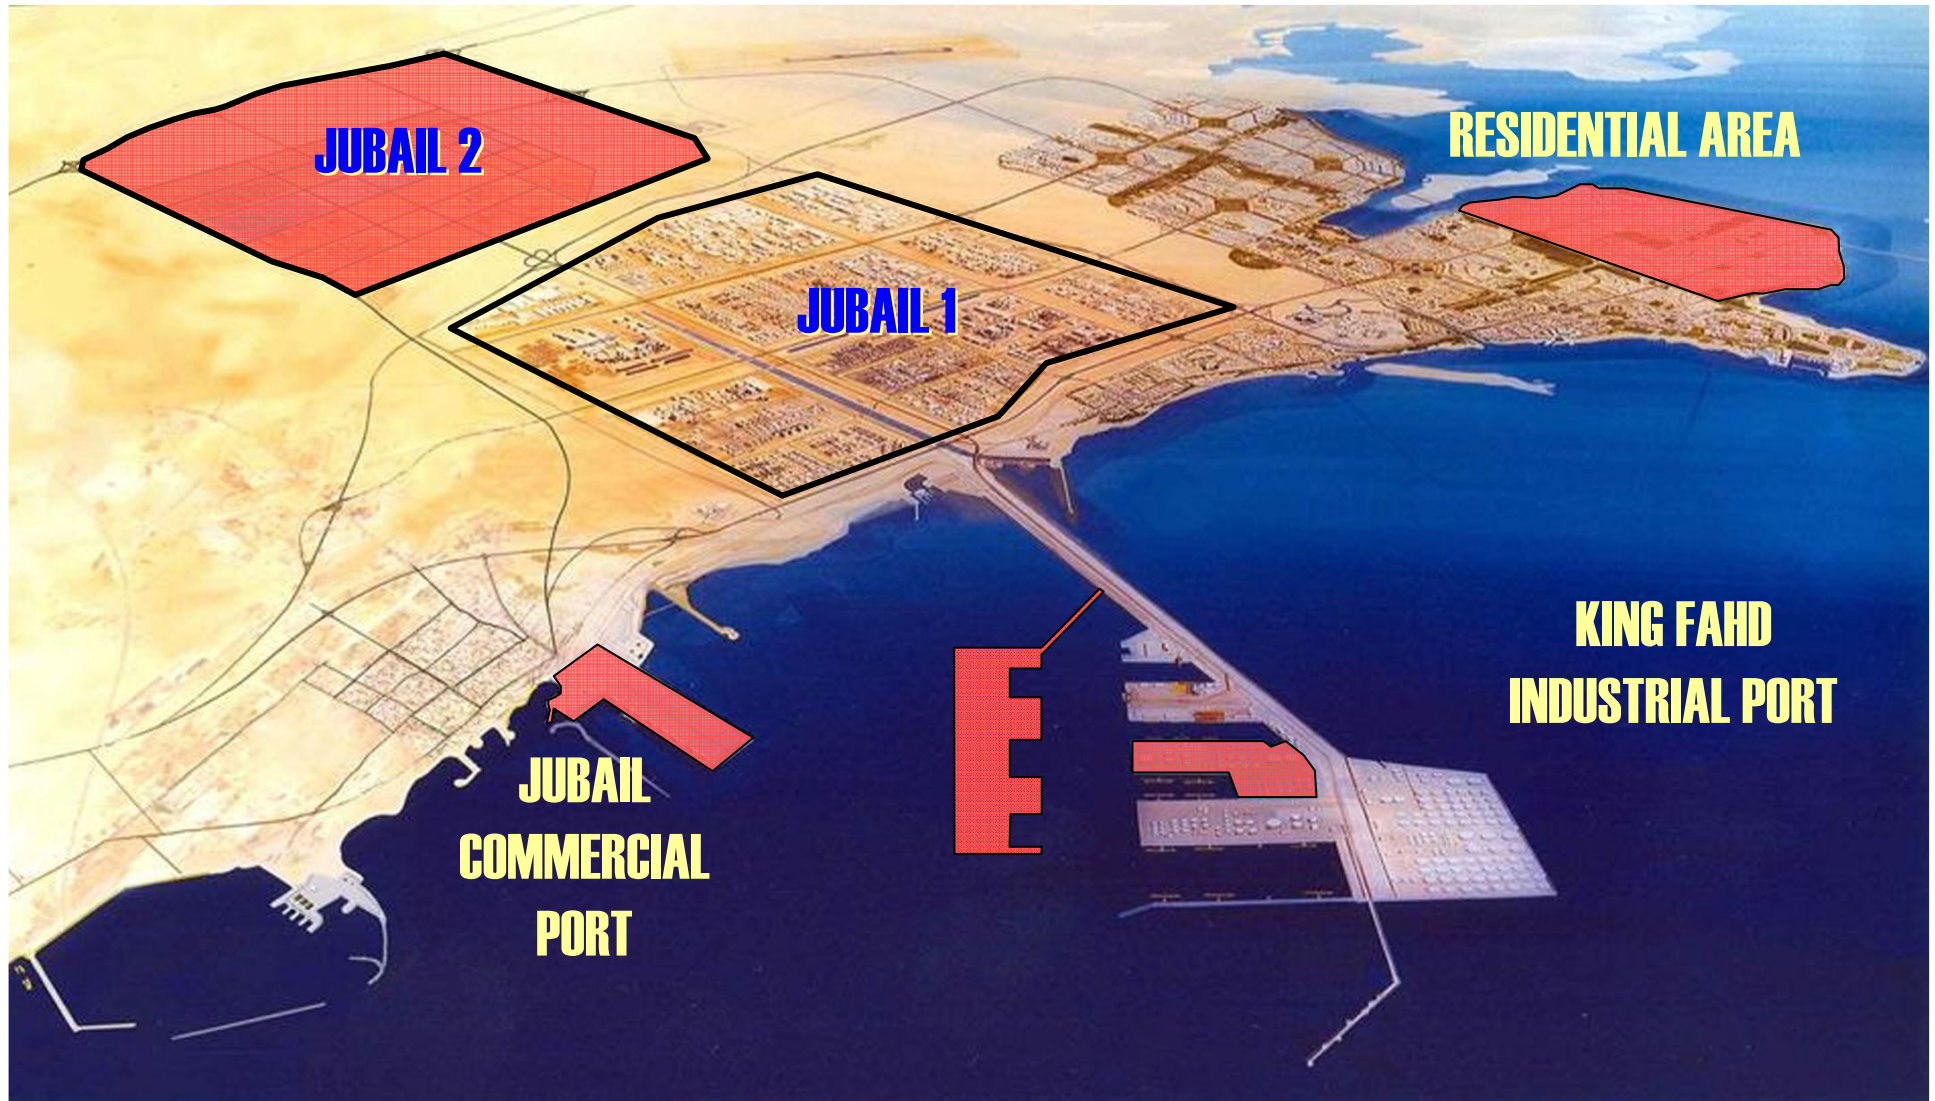 JUBAIL 2
RESIDENTIAL AREA
JUBAIL 1
KING FAHD
INDUSTRIAL PORT
JUBAIL
COMMERCIAL
PORT